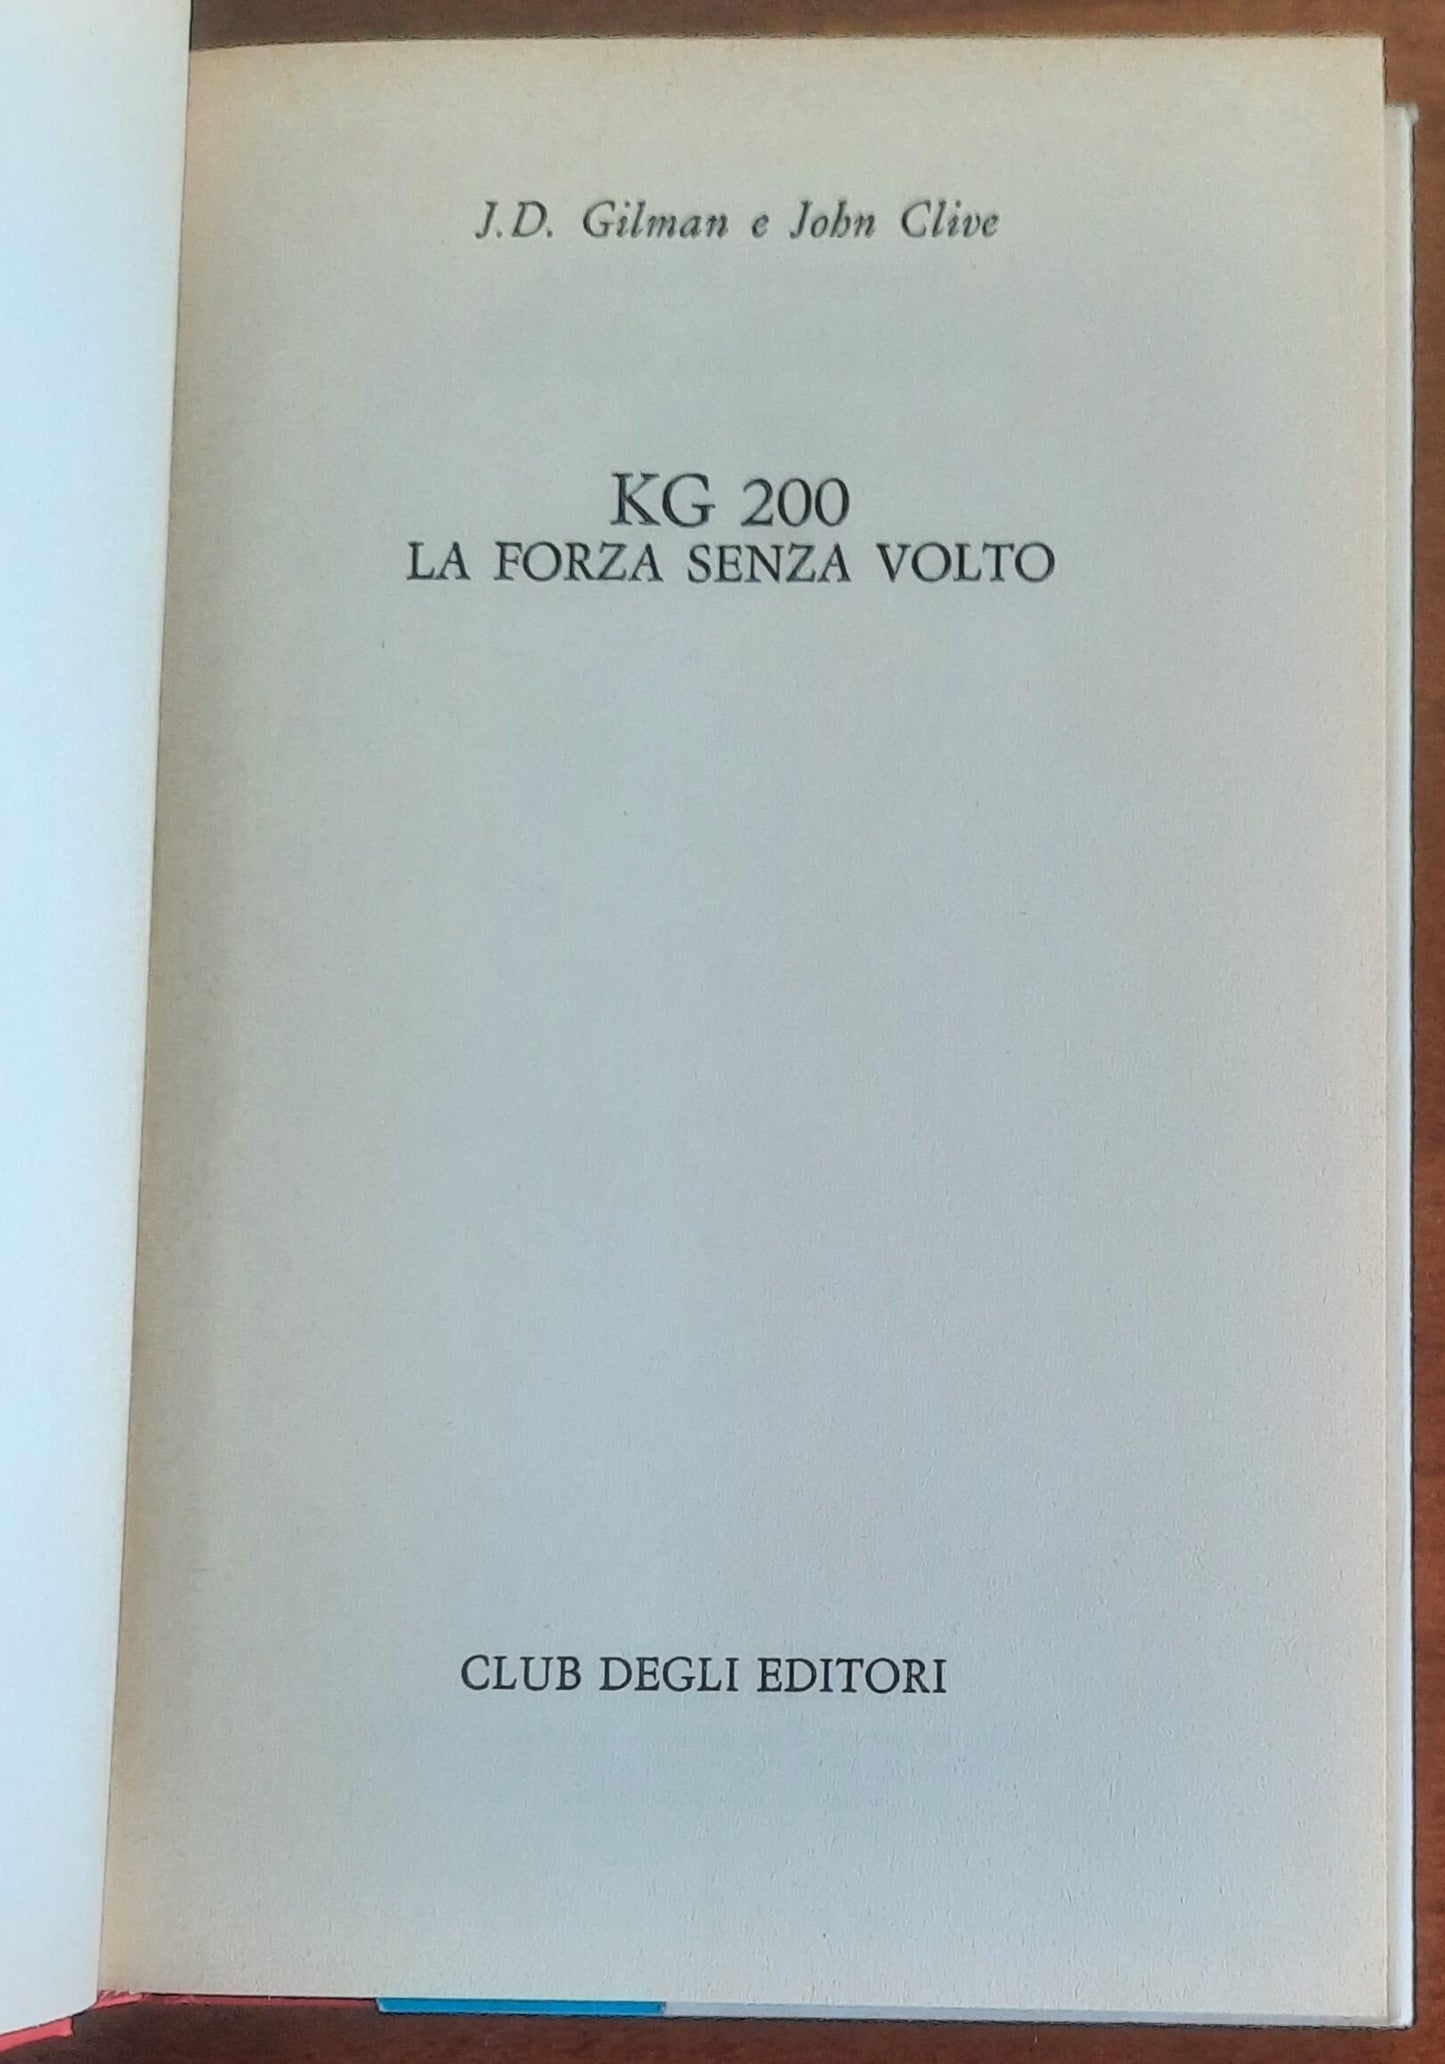 J.D. Gilman e John Clive
KG 200
LA FORZA SENZA VOLTO
CLUB DEGLI EDITORI